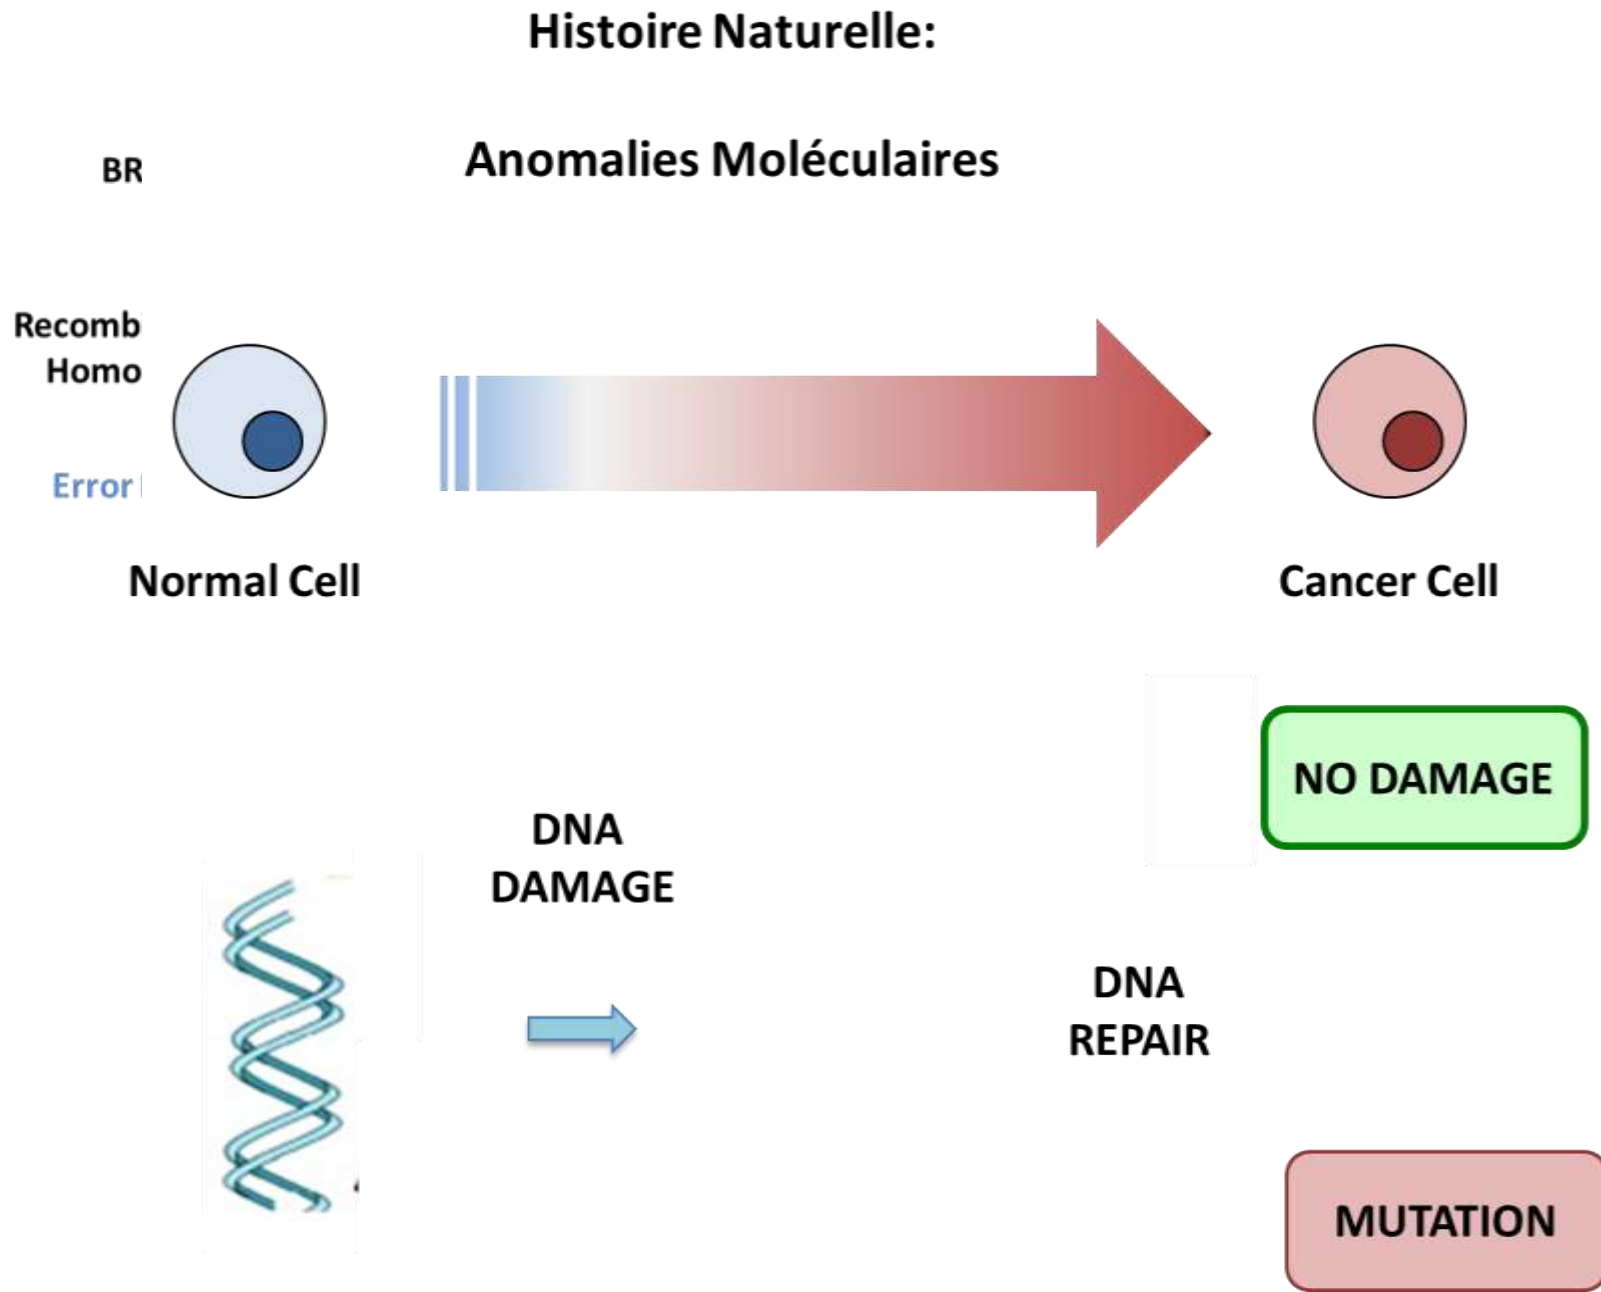 Histoire Naturelle:
Anomalies Moléculaires
BR
Recomb
Homo
Error
Normal Cell
Cancer Cell
NO DAMAGE
DNA
DAMAGE
DNA
REPAIR
MUTATION